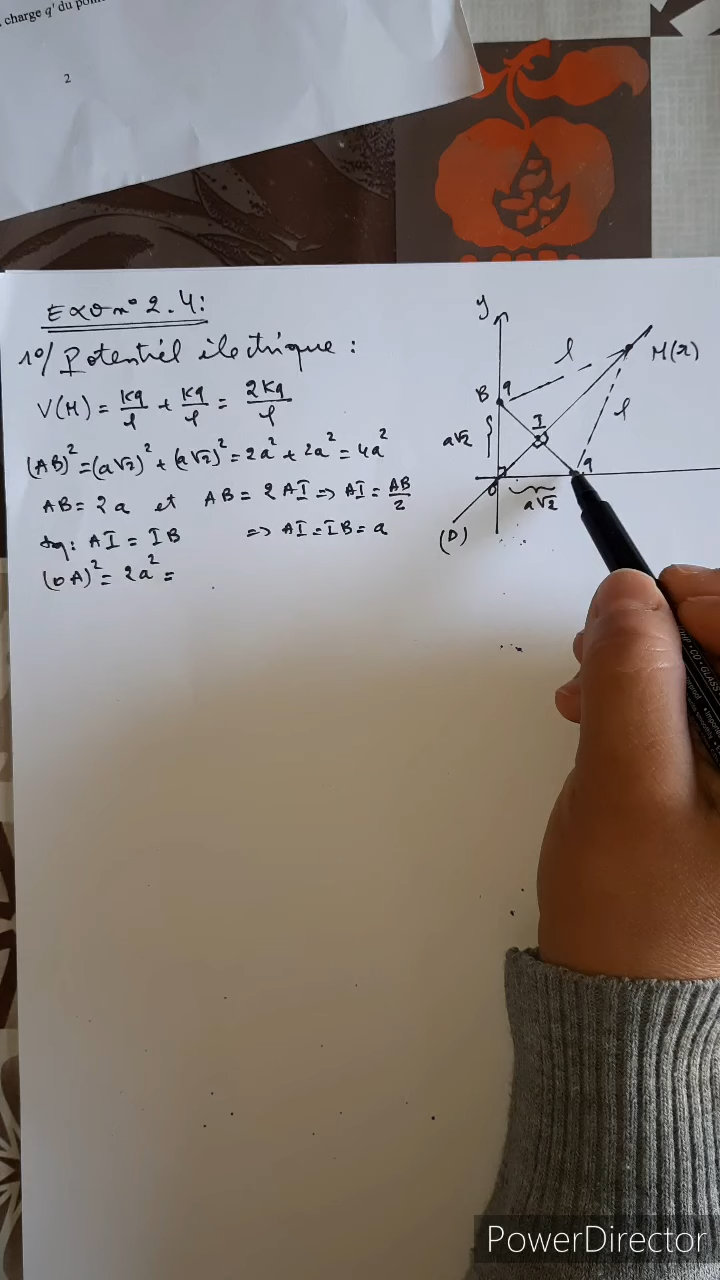 charge q' du
2
Exo n° 2.4:
1°/ Potentiel électrique :
V(M) = kq/l + kq/l = 2kq/l
(AB)² = (a√2)² + (a√2)² = 2a² + 2a² = 4a²
AB = 2a et AB = 2AI => AI = AB/2
dq: AI = IB => AI = IB = a
(OA)² = 2a² =
y
M(x)
l
B q
l
I
a√2
q
O
a√2
(D)
PowerDirector